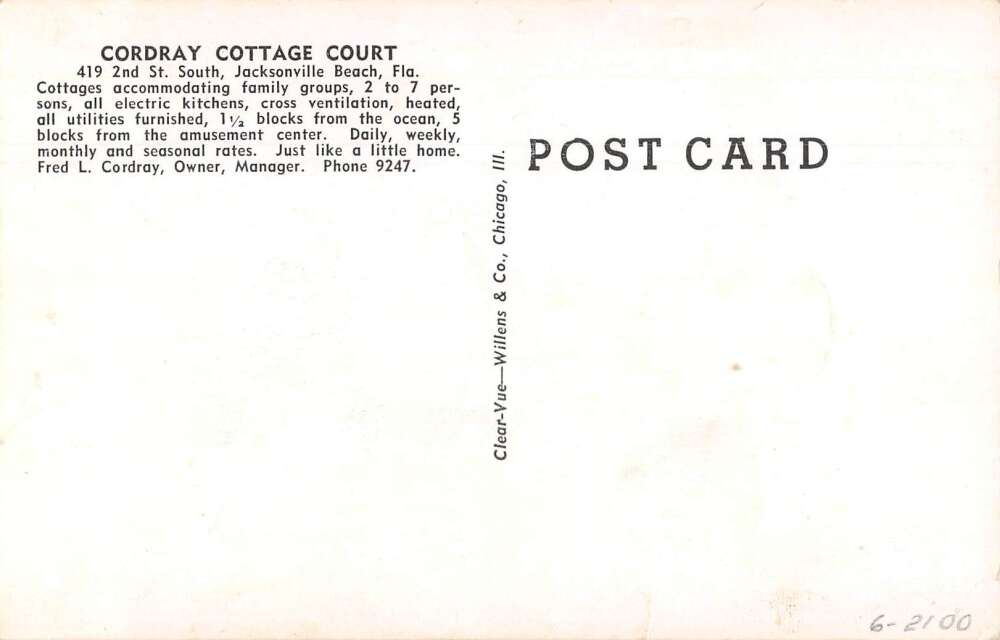 CORDRAY COTTAGE COURT
419 2nd St. South, Jacksonville Beach, Fla.
Cottages accommodating family groups, 2 to 7 per-
sons, all electric kitchens, cross ventilation, heated,
all utilities furnished, 1½ blocks from the ocean, 5
blocks from the amusement center. Daily, weekly,
monthly and seasonal rates. Just like a little home.
Fred L. Cordray, Owner, Manager. Phone 9247.
Clear-Vue—Willens & Co., Chicago, Ill.
POST CARD
6-2100